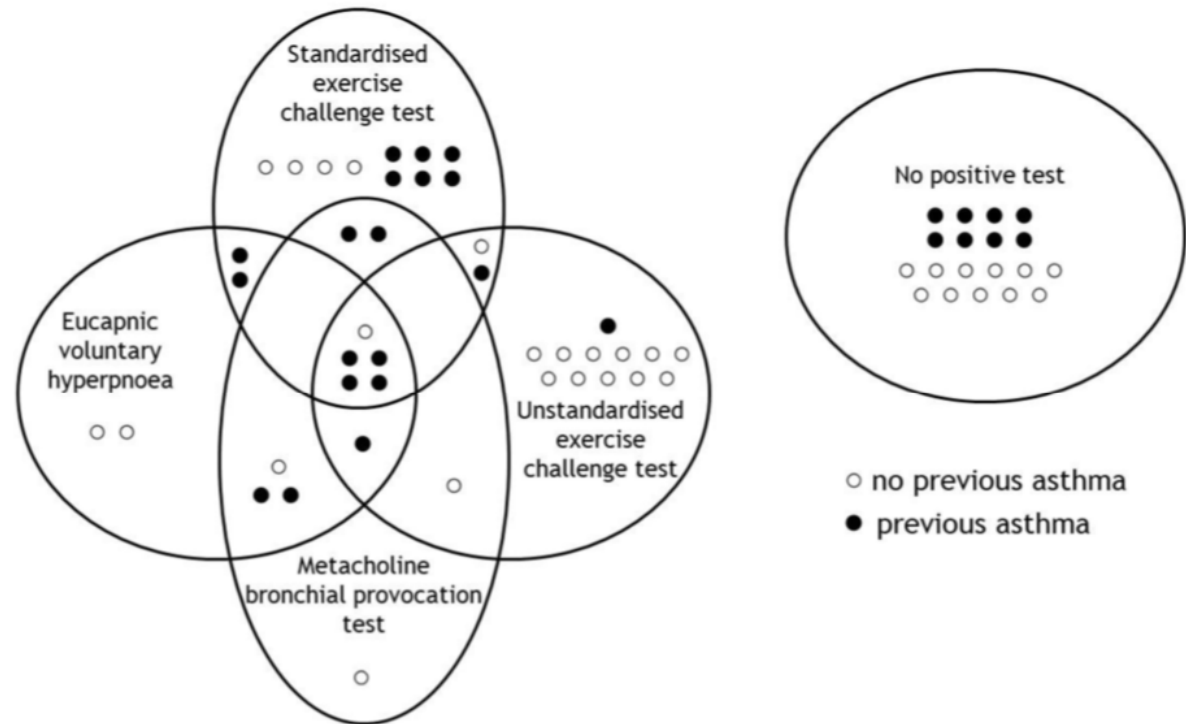 Standardised
exercise
challenge test
No positive test
Eucapnic
voluntary
hyperpnoea
Unstandardised
exercise
challenge test
no previous asthma
previous asthma
Metacholine
bronchial provocation
test